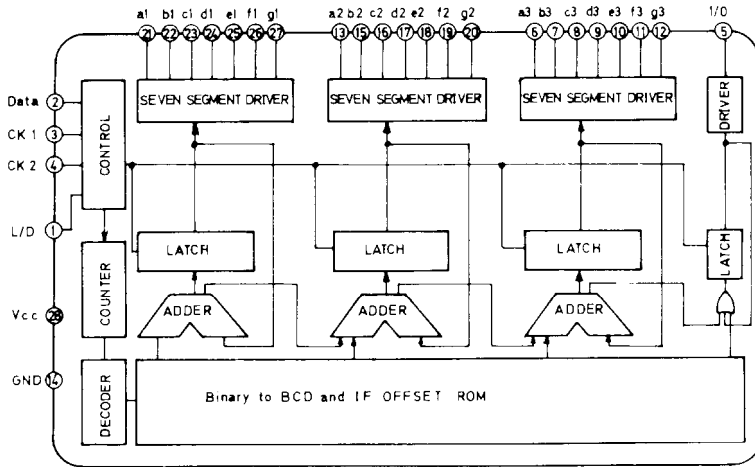 a1 b1 c1 d1 e1 f1 g1 a2 b2 c2 d2 e2 f2 g2 a3 b3 c3 d3 e3 f3 g3 I/O
21 22 23 24 25 26 27 13 15 16 17 18 19 20 6 7 8 9 10 11 12 5
SEVEN SEGMENT DRIVER SEVEN SEGMENT DRIVER SEVEN SEGMENT DRIVER DRIVER
Data 2
CK 1 3
CK 2 4
CONTROL
L/D 1
LATCH LATCH LATCH LATCH
COUNTER
Vcc 28
ADDER ADDER ADDER
GND 14
DECODER
Binary to BCD and IF OFFSET ROM